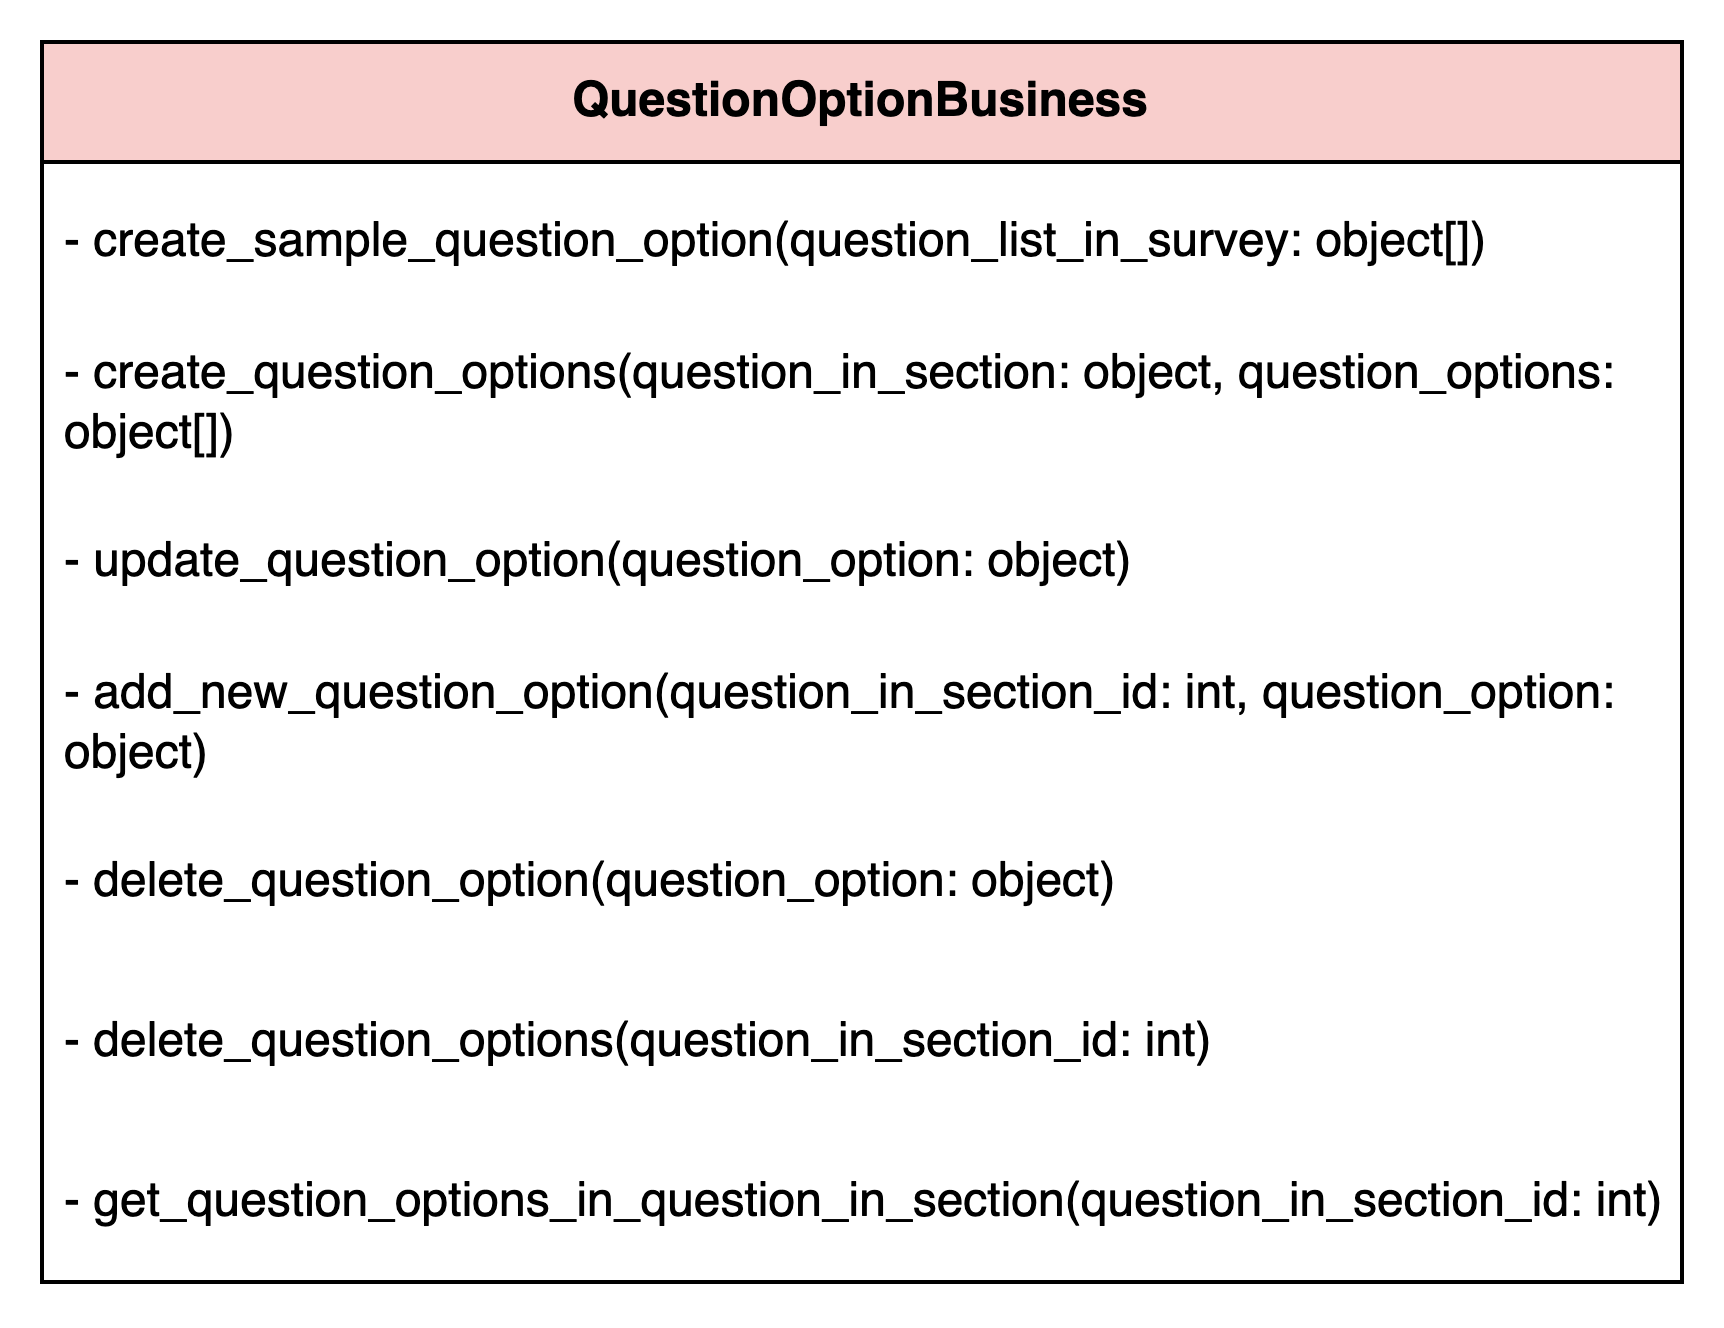 QuestionOptionBusiness
- create_sample_question_option(question_list_in_survey: object[])
- create_question_options(question_in_section: object, question_options:
object[])
- update_question_option(question_option: object)
- add_new_question_option(question_in_section_id: int, question_option:
object)
- delete_question_option(question_option: object)
- delete_question_options(question_in_section_id: int)
- get_question_options_in_question_in_section(question_in_section_id: int)